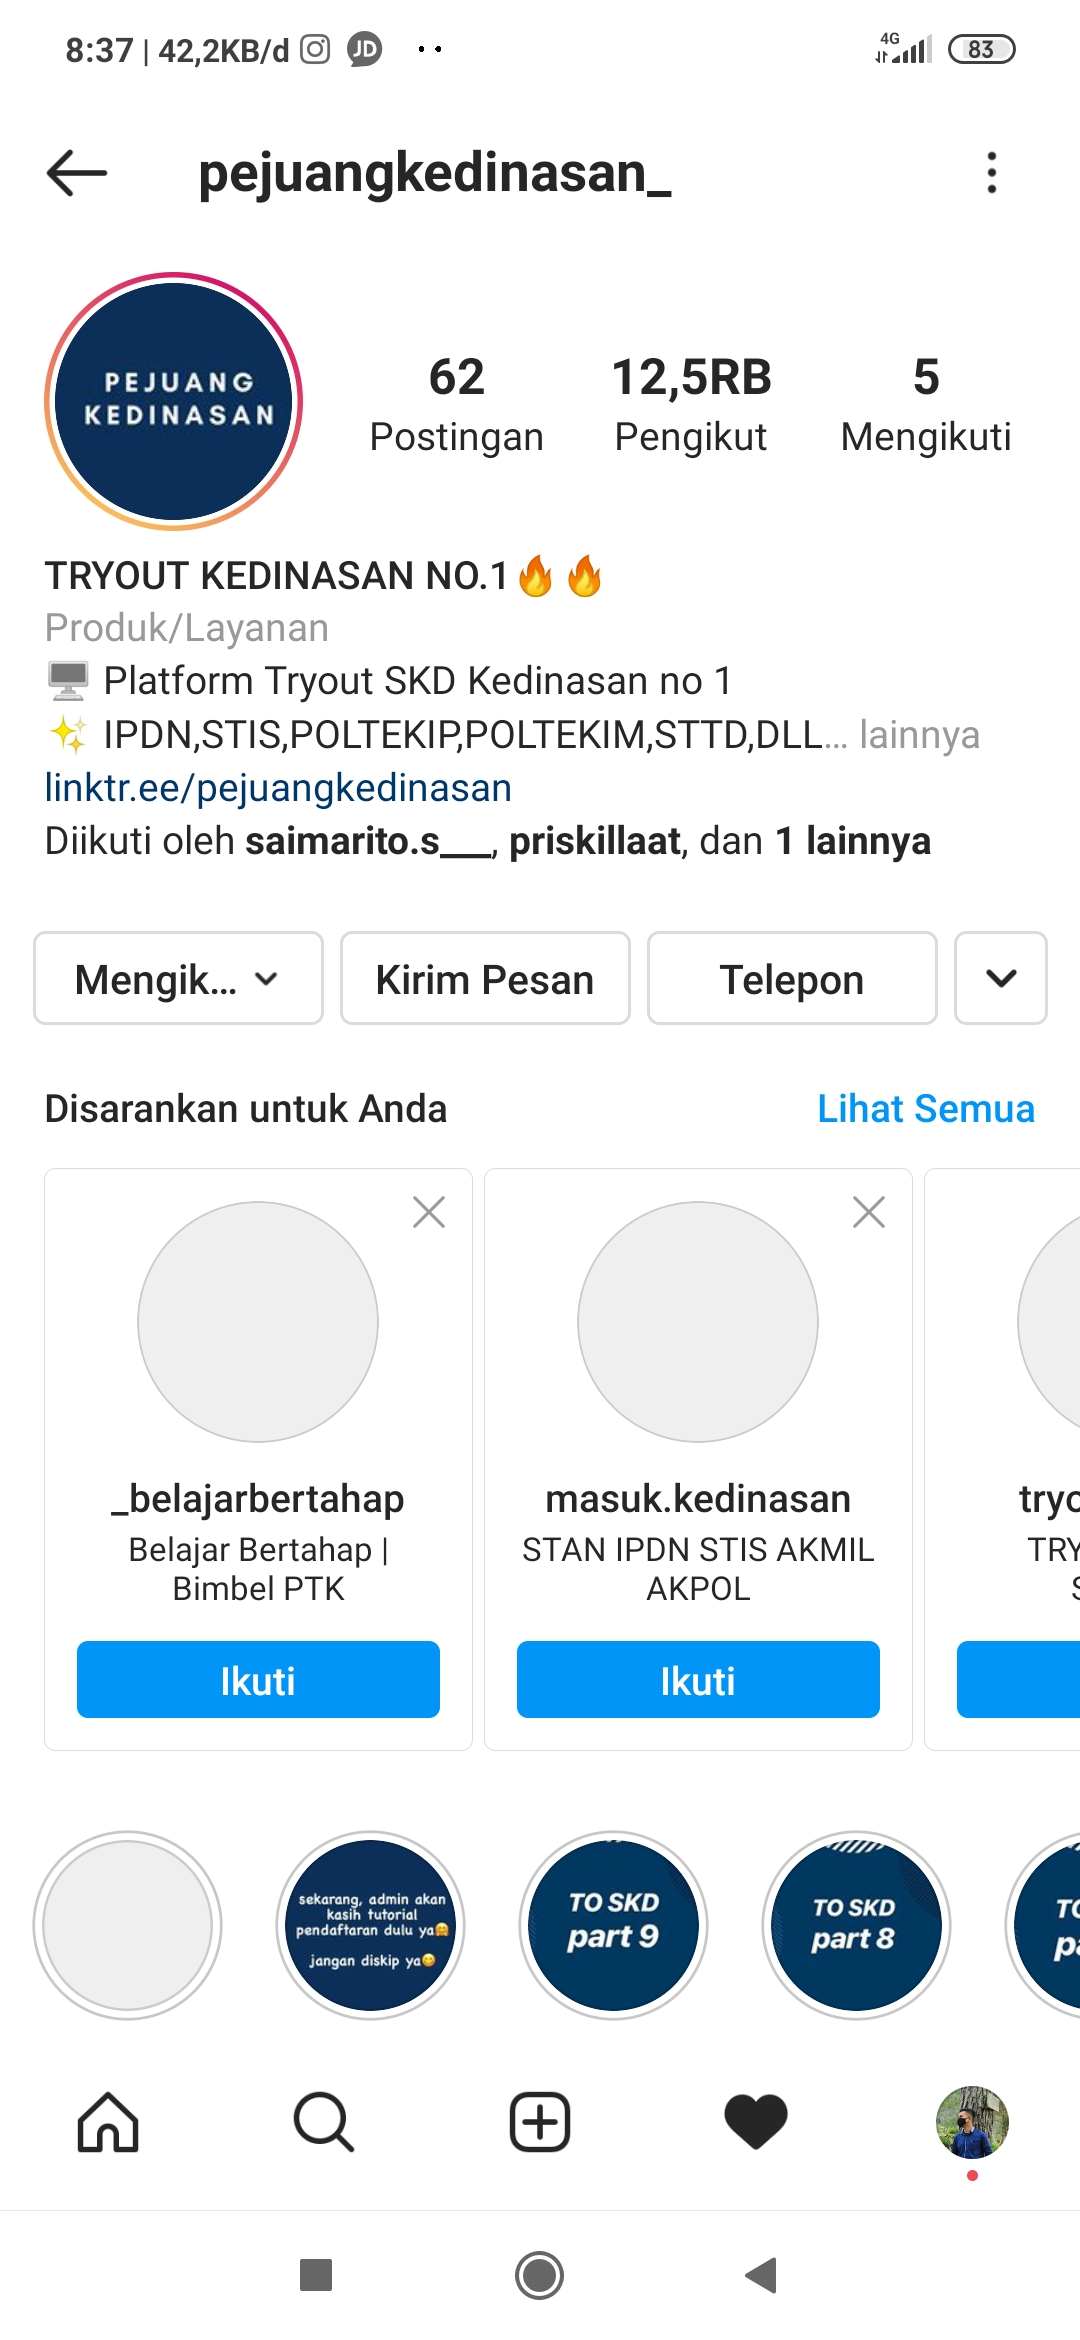 8:37 | 42,2KB/d JD
4G 83
pejuangkedinasan_
PEJUANG
KEDINASAN
62 12,5RB 5
Postingan Pengikut Mengikuti
TRYOUT KEDINASAN NO.1🔥🔥
Produk/Layanan
🖥 Platform Tryout SKD Kedinasan no 1
✨ IPDN,STIS,POLTEKIP,POLTEKIM,STTD,DLL... lainnya
linktr.ee/pejuangkedinasan
Diikuti oleh saimarito.s___, priskillaat, dan 1 lainnya
Mengik... Kirim Pesan Telepon
Disarankan untuk Anda Lihat Semua
_belajarbertahap
Belajar Bertahap |
Bimbel PTK
Ikuti
masuk.kedinasan
STAN IPDN STIS AKMIL
AKPOL
Ikuti
tryo
TRY
sekarang, admin akan
kasih tutorial
pendaftaran dulu ya🤗
jangan diskip ya😋
TO SKD
part 9
TO SKD
part 8